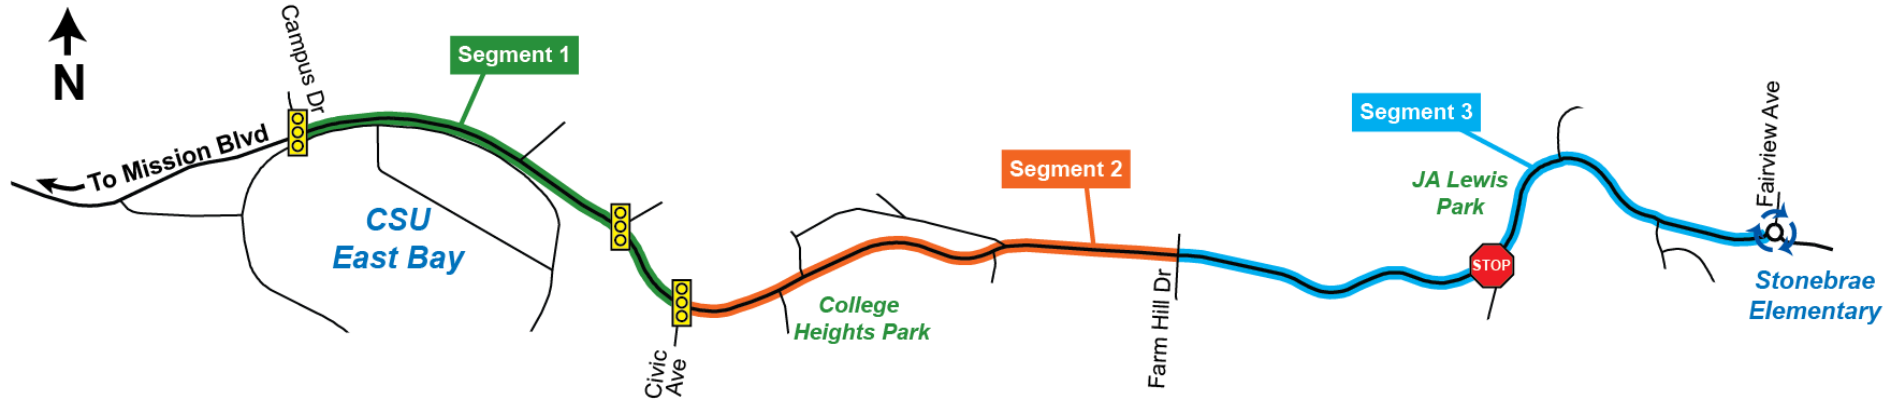 N
To Mission Blvd
Campus Dr
Segment 1
CSU
East Bay
Civic
Ave
College
Heights Park
Segment 2
Farm Hill Dr
Segment 3
JA Lewis
Park
STOP
Fairview Ave
Stonebrae
Elementary